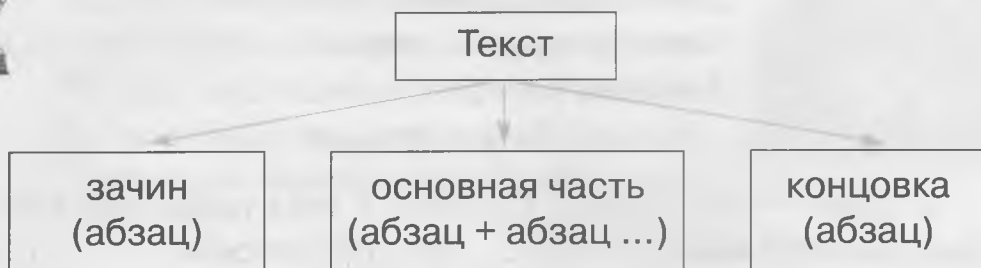 Текст
зачин
(абзац)
основная часть
(абзац + абзац ...)
концовка
(абзац)